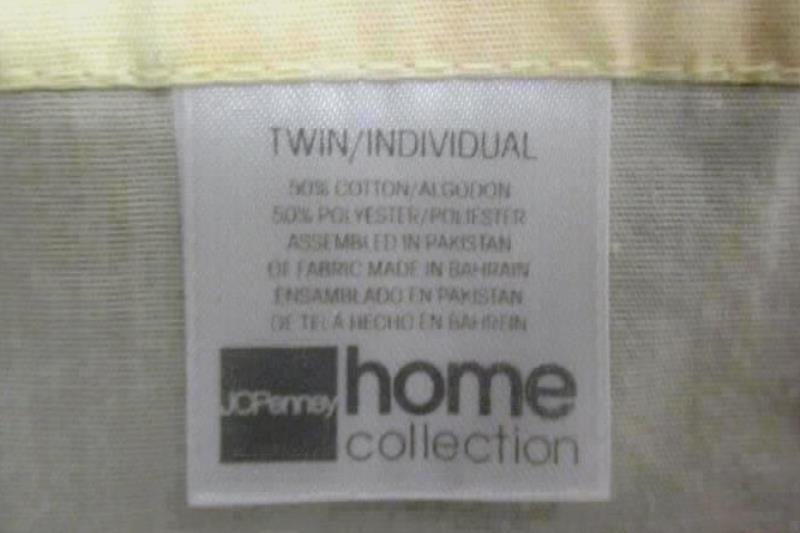 TWIN/INDIVIDUAL
50% COTTON/ALGODON
50% POLYESTER/POLIESTER
ASSEMBLED IN PAKISTAN
OF FABRIC MADE IN BAHRAIN
ENSAMBLADO EN PAKISTAN
DE TELA HECHO EN BAHREIN
JCPenney home
collection